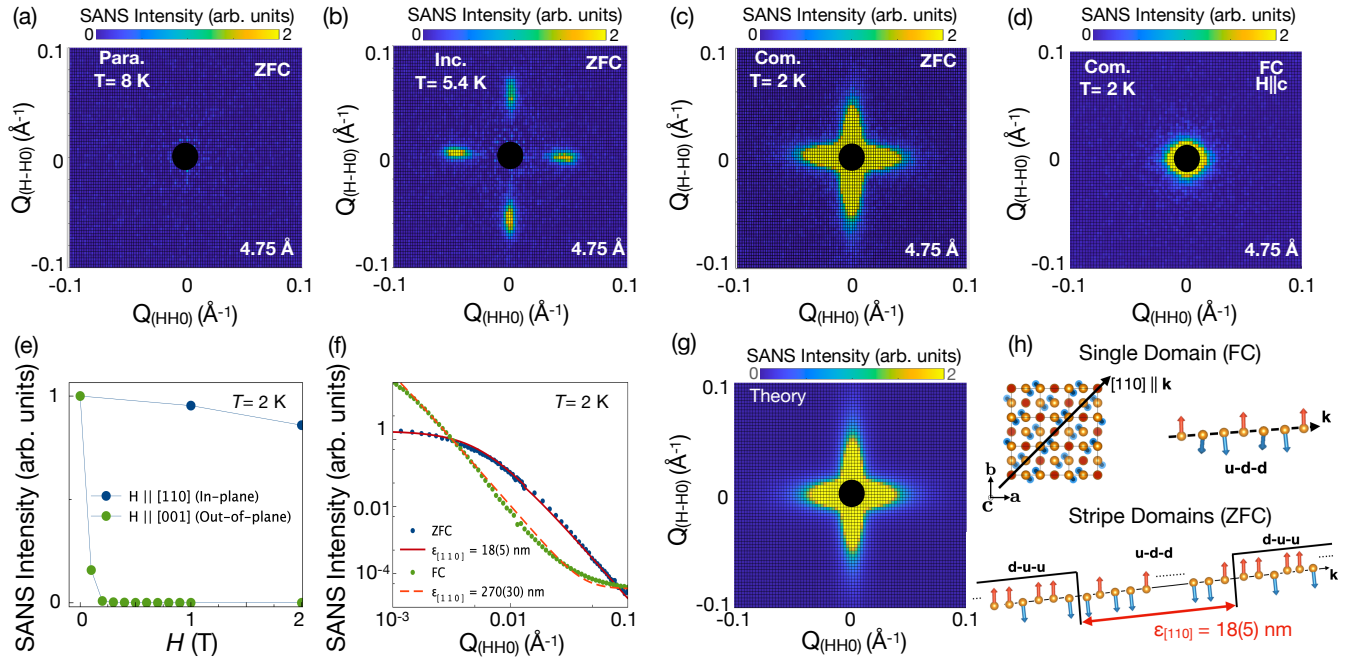 (a)
SANS Intensity (arb. units)
0 1 2
Para.
T= 8 K
ZFC
4.75 Å
0.1
0
-0.1
Q(H-H0) (Å-1)
-0.1 0 0.1
Q(HH0) (Å-1)
(b)
SANS Intensity (arb. units)
0 1 2
Inc.
T= 5.4 K
ZFC
4.75 Å
0.1
0
-0.1
Q(H-H0) (Å-1)
-0.1 0 0.1
Q(HH0) (Å-1)
(c)
SANS Intensity (arb. units)
0 1 2
Com.
T= 2 K
ZFC
4.75 Å
0.1
0
-0.1
Q(H-H0) (Å-1)
-0.1 0 0.1
Q(HH0) (Å-1)
(d)
SANS Intensity (arb. units)
0 1 2
Com.
T= 2 K
FC
H||c
4.75 Å
0.1
0
-0.1
Q(H-H0) (Å-1)
-0.1 0 0.1
Q(HH0) (Å-1)
(e)
SANS Intensity (arb. units)
1
0
T= 2 K
H || [110] (In-plane)
H || [001] (Out-of-plane)
0 1 2
H (T)
(f)
SANS Intensity (arb. units)
1
0.01
10-4
T= 2 K
ZFC
ε[110] = 18(5) nm
FC
ε[110] = 270(30) nm
10-3 0.01 0.1
Q(HH0) (Å-1)
(g)
SANS Intensity (arb. units)
0 1 2
Theory
0.1
0
-0.1
Q(H-H0) (Å-1)
-0.1 0 0.1
Q(HH0) (Å-1)
(h)
Single Domain (FC)
[110] || k
k
u-d-d
b
c a
Stripe Domains (ZFC)
d-u-u
u-d-d
d-u-u
k
ε[110] = 18(5) nm